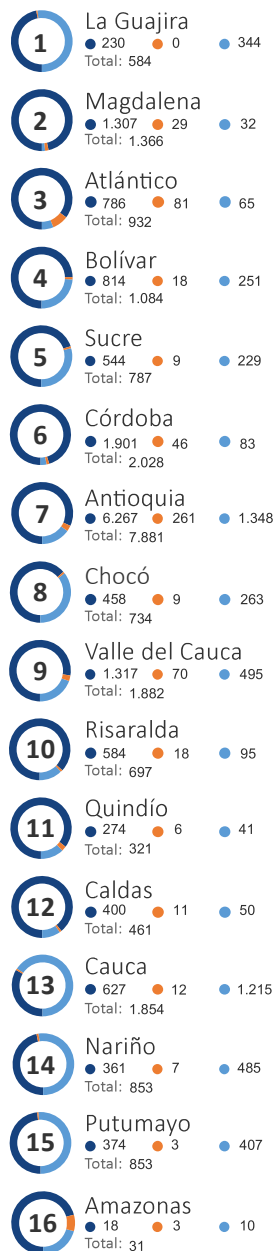 1
La Guajira
230 0 344
Total: 584
2
Magdalena
1.307 29 32
Total: 1.366
3
Atlántico
786 81 65
Total: 932
4
Bolívar
814 18 251
Total: 1.084
5
Sucre
544 9 229
Total: 787
6
Córdoba
1.901 46 83
Total: 2.028
7
Antioquia
6.267 261 1.348
Total: 7.881
8
Chocó
458 9 263
Total: 734
9
Valle del Cauca
1.317 70 495
Total: 1.882
10
Risaralda
584 18 95
Total: 697
11
Quindío
274 6 41
Total: 321
12
Caldas
400 11 50
Total: 461
13
Cauca
627 12 1.215
Total: 1.854
14
Nariño
361 7 485
Total: 853
15
Putumayo
374 3 407
Total: 853
16
Amazonas
18 3 10
Total: 31